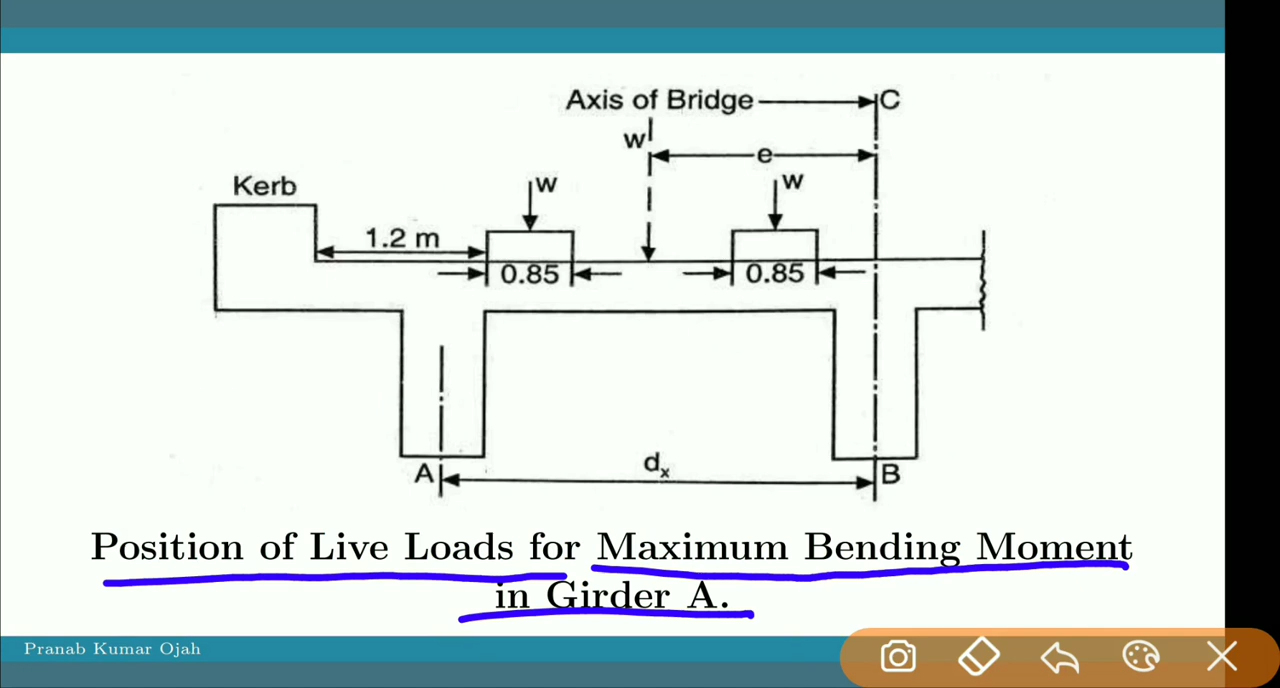 Axis of Bridge C
w
e
Kerb
w
w
1.2 m
0.85
0.85
A
dx
B
Position of Live Loads for Maximum Bending Moment
in Girder A.
Pranab Kumar Ojah